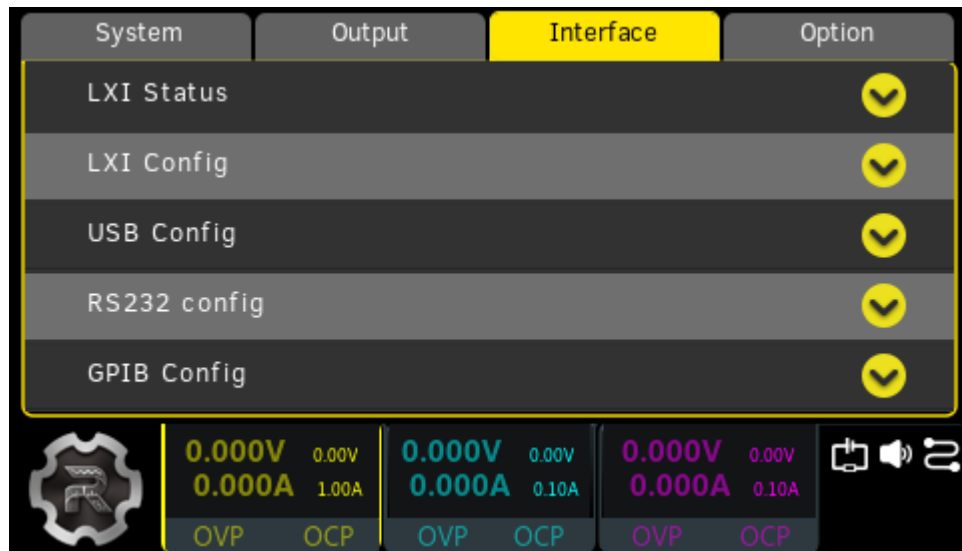 System Output Interface Option
LXI Status
LXI Config
USB Config
RS232 config
GPIB Config
0.000V 0.00V 0.000V 0.00V 0.000V 0.00V
0.000A 1.00A 0.000A 0.10A 0.000A 0.10A
OVP OCP OVP OCP OVP OCP
R